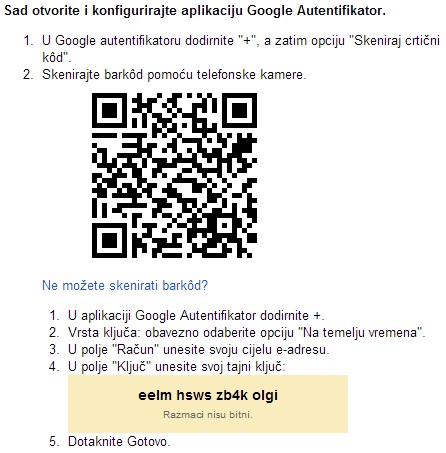 Sad otvorite i konfigurirajte aplikaciju Google Autentifikator.
1. U Google autentifikatoru dodirnite "+", a zatim opciju "Skeniraj crtični
kôd".
2. Skenirajte barkôd pomoću telefonske kamere.
Ne možete skenirati barkôd?
1. U aplikaciji Google Autentifikator dodirnite +.
2. Vrsta ključa: obavezno odaberite opciju "Na temelju vremena".
3. U polje "Račun" unesite svoju cijelu e-adresu.
4. U polje "Ključ" unesite svoj tajni ključ:
eelm hsws zb4k olgi
Razmaci nisu bitni.
5. Dotaknite Gotovo.